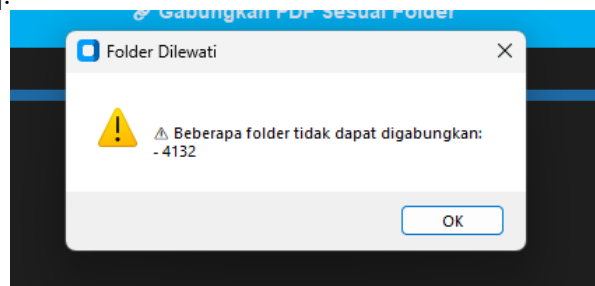 🔗 Gabungkan PDF Sesuai Folder
Folder Dilewati
⚠ Beberapa folder tidak dapat digabungkan:
- 4132
OK